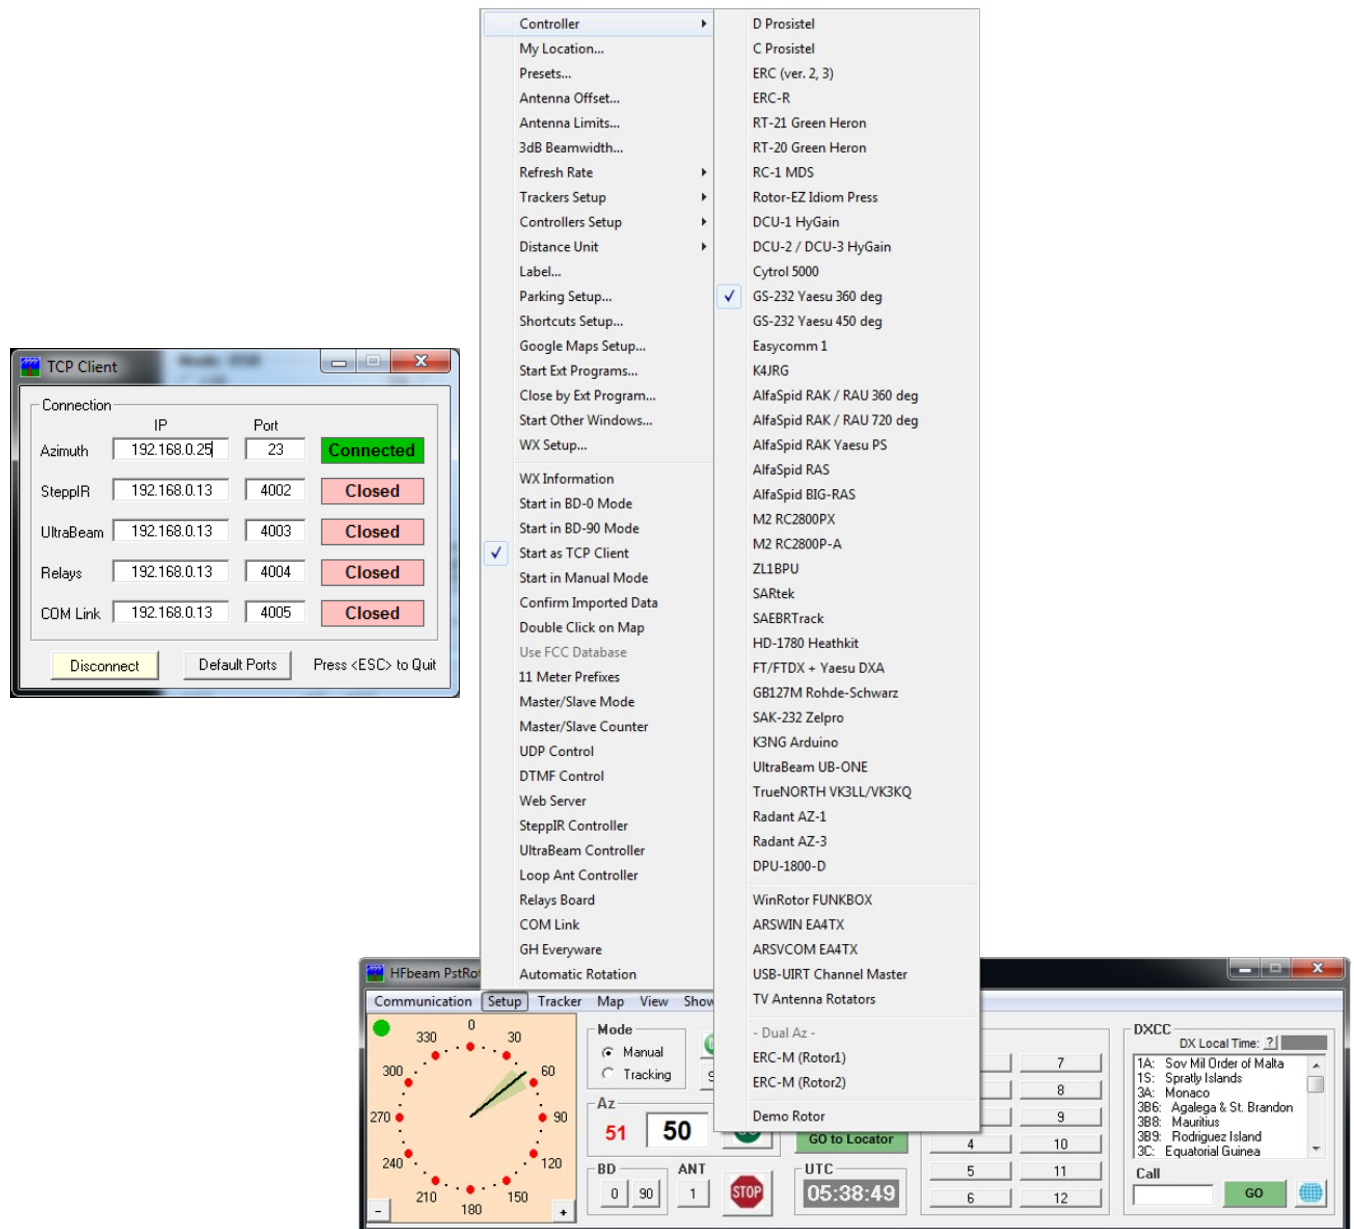 Controller
My Location...
Presets...
Antenna Offset...
Antenna Limits...
3dB Beamwidth...
Refresh Rate
Trackers Setup
Controllers Setup
Distance Unit
Label...
Parking Setup...
Shortcuts Setup...
Google Maps Setup...
Start Ext Programs...
Close by Ext Program...
Start Other Windows...
WX Setup...
WX Information
Start in BD-0 Mode
Start in BD-90 Mode
Start as TCP Client
Start in Manual Mode
Confirm Imported Data
Double Click on Map
Use FCC Database
11 Meter Prefixes
Master/Slave Mode
Master/Slave Counter
UDP Control
DTMF Control
Web Server
SteppIR Controller
UltraBeam Controller
Loop Ant Controller
Relays Board
COM Link
GH Everyware
Automatic Rotation
D Prosistel
C Prosistel
ERC (ver. 2, 3)
ERC-R
RT-21 Green Heron
RT-20 Green Heron
RC-1 MDS
Rotor-EZ Idiom Press
DCU-1 HyGain
DCU-2 / DCU-3 HyGain
Cytrol 5000
GS-232 Yaesu 360 deg
GS-232 Yaesu 450 deg
Easycomm 1
K4JRG
AlfaSpid RAK / RAU 360 deg
AlfaSpid RAK / RAU 720 deg
AlfaSpid RAK Yaesu PS
AlfaSpid RAS
AlfaSpid BIG-RAS
M2 RC2800PX
M2 RC2800P-A
ZL1BPU
SARtek
SAEBRTrack
HD-1780 Heathkit
FT/FTDX + Yaesu DXA
GB127M Rohde-Schwarz
SAK-232 Zelpro
K3NG Arduino
UltraBeam UB-ONE
TrueNORTH VK3LL/VK3KQ
Radant AZ-1
Radant AZ-3
DPU-1800-D
WinRotor FUNKBOX
ARSWIN EA4TX
ARSVCOM EA4TX
USB-UIRT Channel Master
TV Antenna Rotators
- Dual Az -
ERC-M (Rotor1)
ERC-M (Rotor2)
Demo Rotor
TCP Client
Connection
IP Port
Azimuth 192.168.0.25 23 Connected
SteppIR 192.168.0.13 4002 Closed
UltraBeam 192.168.0.13 4003 Closed
Relays 192.168.0.13 4004 Closed
COM Link 192.168.0.13 4005 Closed
Disconnect Default Ports Press <ESC> to Quit
HFbeam PstRo
Communication Setup Tracker Map View Show
0
330 30
300 60
270 90
240 120
210 150
180
- +
Mode
Manual
Tracking
Az
51 50
BD ANT
0 90 1 STOP
GO to Locator
UTC
05:38:49
7
8
9
4 10
5 11
6 12
DXCC
DX Local Time: ?
1A: Sov Mil Order of Malta
1S: Spratly Islands
3A: Monaco
3B6: Agalega & St. Brandon
3B8: Mauritius
3B9: Rodriguez Island
3C: Equatorial Guinea
Call
GO